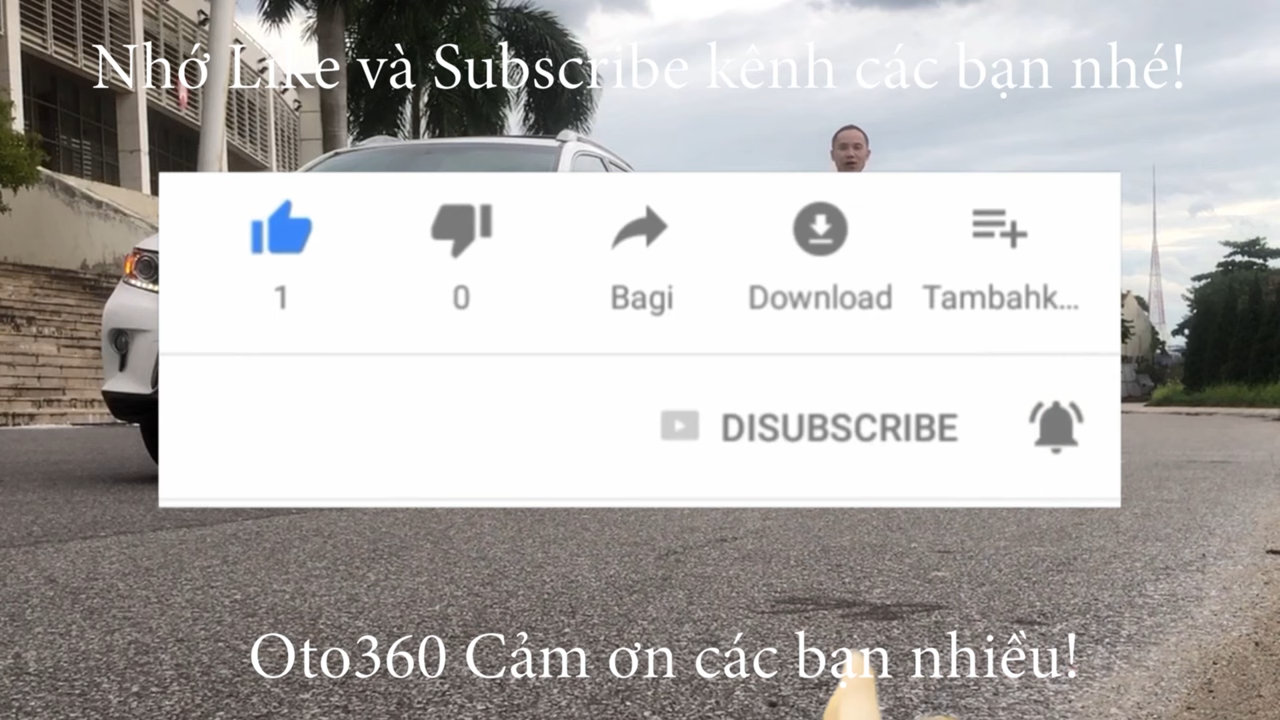 Nhớ Like và Subscribe kênh các bạn nhé!
1 0 Bagi Download Tambahk...
DISUBSCRIBE
Oto360 Cảm ơn các bạn nhiều!